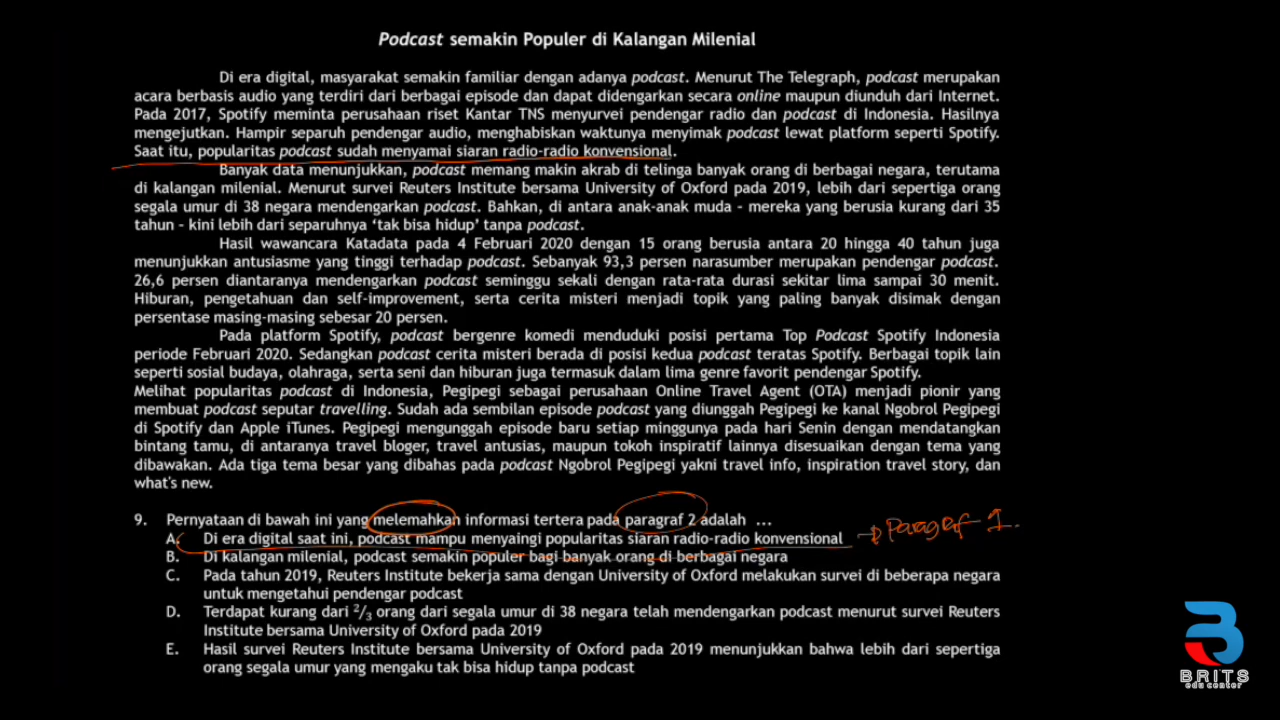 Podcast semakin Populer di Kalangan Milenial
Di era digital, masyarakat semakin familiar dengan adanya podcast. Menurut The Telegraph, podcast merupakan
acara berbasis audio yang terdiri dari berbagai episode dan dapat didengarkan secara online maupun diunduh dari Internet.
Pada 2017, Spotify meminta perusahaan riset Kantar TNS menyurvei pendengar radio dan podcast di Indonesia. Hasilnya
mengejutkan. Hampir separuh pendengar audio, menghabiskan waktunya menyimak podcast lewat platform seperti Spotify.
Saat itu, popularitas podcast sudah menyamai siaran radio-radio konvensional.
Banyak data menunjukkan, podcast memang makin akrab di telinga banyak orang di berbagai negara, terutama
di kalangan milenial. Menurut survei Reuters Institute bersama University of Oxford pada 2019, lebih dari sepertiga orang
segala umur di 38 negara mendengarkan podcast. Bahkan, di antara anak-anak muda – mereka yang berusia kurang dari 35
tahun – kini lebih dari separuhnya ‘tak bisa hidup’ tanpa podcast.
Hasil wawancara Katadata pada 4 Februari 2020 dengan 15 orang berusia antara 20 hingga 40 tahun juga
menunjukkan antusiasme yang tinggi terhadap podcast. Sebanyak 93,3 persen narasumber merupakan pendengar podcast.
26,6 persen diantaranya mendengarkan podcast seminggu sekali dengan rata-rata durasi sekitar lima sampai 30 menit.
Hiburan, pengetahuan dan self-improvement, serta cerita misteri menjadi topik yang paling banyak disimak dengan
persentase masing-masing sebesar 20 persen.
Pada platform Spotify, podcast bergenre komedi menduduki posisi pertama Top Podcast Spotify Indonesia
periode Februari 2020. Sedangkan podcast cerita misteri berada di posisi kedua podcast teratas Spotify. Berbagai topik lain
seperti sosial budaya, olahraga, serta seni dan hiburan juga termasuk dalam lima genre favorit pendengar Spotify.
Melihat popularitas podcast di Indonesia, Pegipegi sebagai perusahaan Online Travel Agent (OTA) menjadi pionir yang
membuat podcast seputar travelling. Sudah ada sembilan episode podcast yang diunggah Pegipegi ke kanal Ngobrol Pegipegi
di Spotify dan Apple iTunes. Pegipegi mengunggah episode baru setiap minggunya pada hari Senin dengan mendatangkan
bintang tamu, di antaranya travel bloger, travel antusias, maupun tokoh inspiratif lainnya disesuaikan dengan tema yang
dibawakan. Ada tiga tema besar yang dibahas pada podcast Ngobrol Pegipegi yakni travel info, inspiration travel story, dan
what's new.
9. Pernyataan di bawah ini yang melemahkan informasi tertera pada paragraf 2 adalah ...
A. Di era digital saat ini, podcast mampu menyaingi popularitas siaran radio-radio konvensional → Paragraf 1.
B. Di kalangan milenial, podcast semakin populer bagi banyak orang di berbagai negara
C. Pada tahun 2019, Reuters Institute bekerja sama dengan University of Oxford melakukan survei di beberapa negara
untuk mengetahui pendengar podcast
D. Terdapat kurang dari 2/3 orang dari segala umur di 38 negara telah mendengarkan podcast menurut survei Reuters
Institute bersama University of Oxford pada 2019
E. Hasil survei Reuters Institute bersama University of Oxford pada 2019 menunjukkan bahwa lebih dari sepertiga
orang segala umur yang mengaku tak bisa hidup tanpa podcast
BRITS
edu center